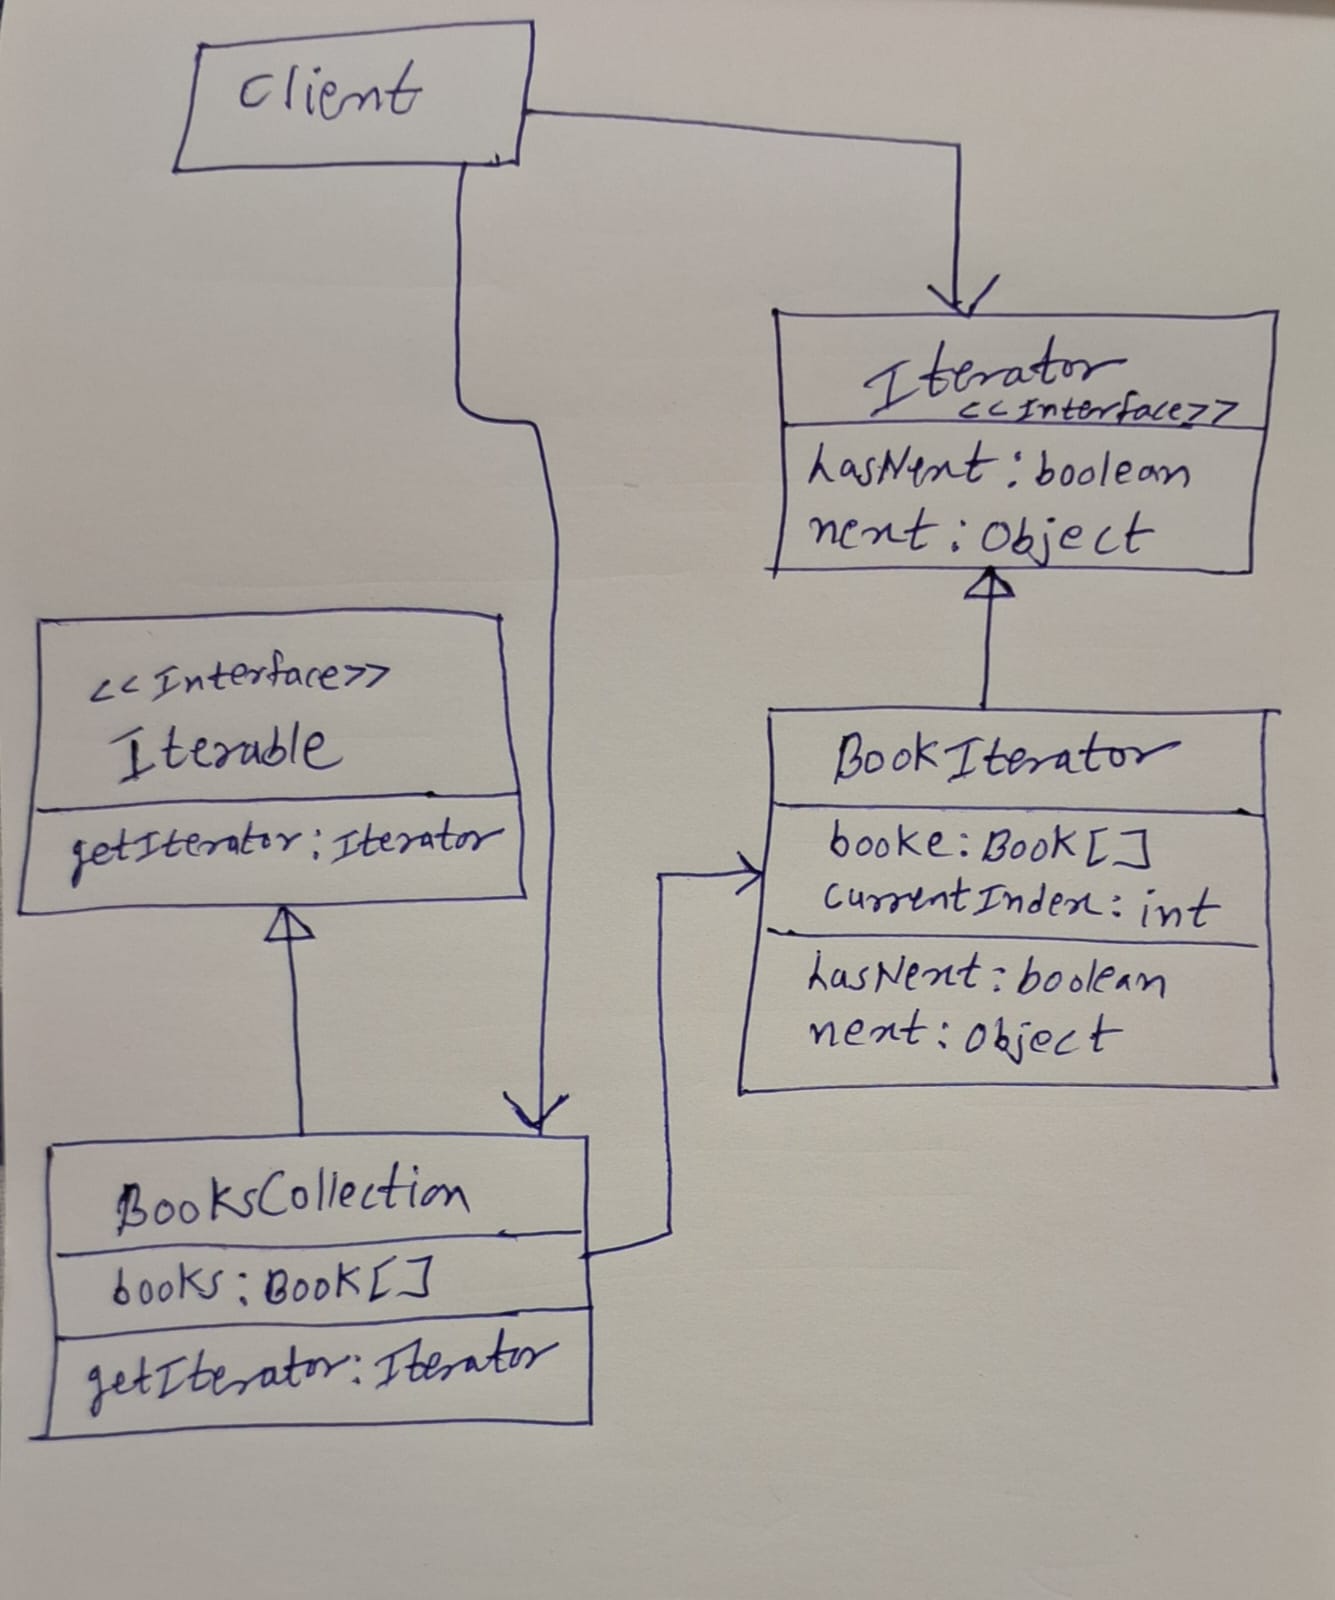 Client
Iterator
<<Interface>>
hasNext : boolean
next : Object
<<Interface>>
Iterable
getIterator : Iterator
BookIterator
booke : Book[]
currentIndex : int
hasNext : boolean
next : Object
BooksCollection
books : Book[]
getIterator : Iterator